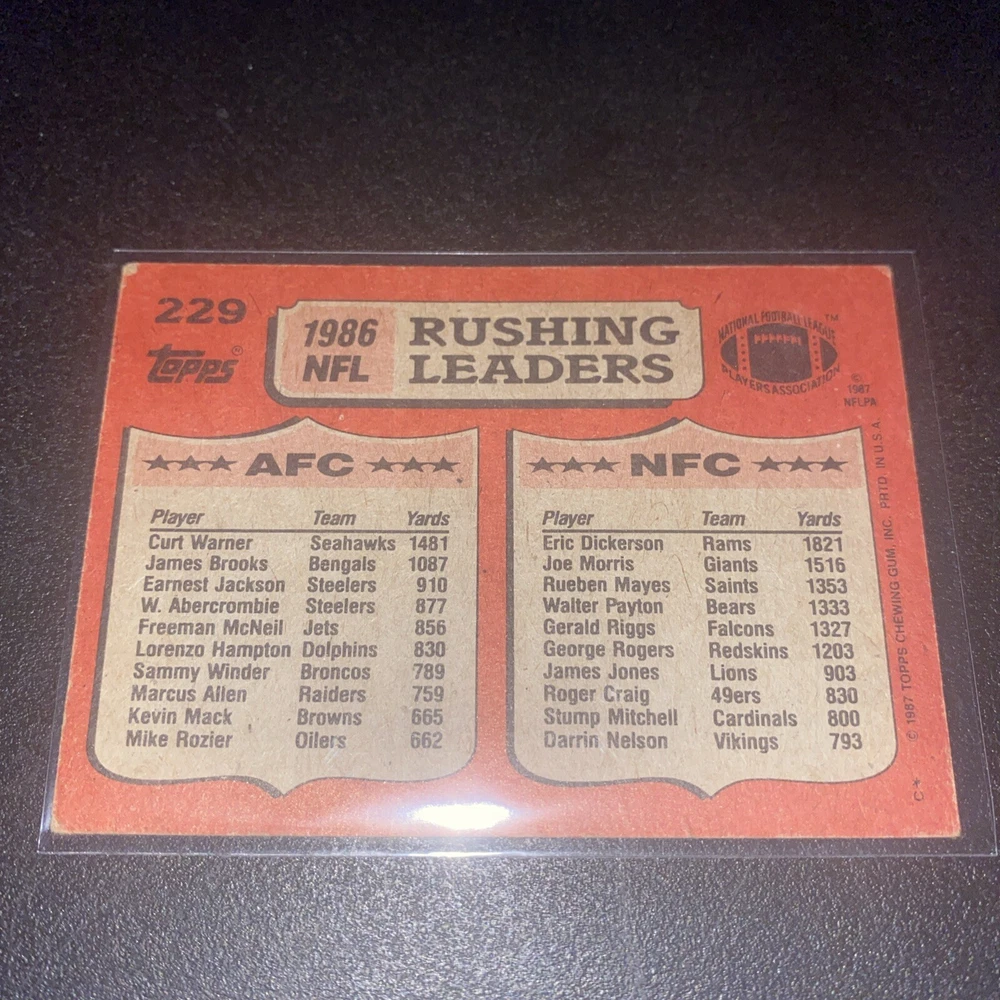 229
topps®
1986
NFL
RUSHING
LEADERS
NATIONAL FOOTBALL LEAGUE ™
PLAYERS ASSOCIATION
©
1987
NFLPA
★★★ AFC ★★★
Player Team Yards
Curt Warner Seahawks 1481
James Brooks Bengals 1087
Earnest Jackson Steelers 910
W. Abercrombie Steelers 877
Freeman McNeil Jets 856
Lorenzo Hampton Dolphins 830
Sammy Winder Broncos 789
Marcus Allen Raiders 759
Kevin Mack Browns 665
Mike Rozier Oilers 662
★★★ NFC ★★★
Player Team Yards
Eric Dickerson Rams 1821
Joe Morris Giants 1516
Rueben Mayes Saints 1353
Walter Payton Bears 1333
Gerald Riggs Falcons 1327
George Rogers Redskins 1203
James Jones Lions 903
Roger Craig 49ers 830
Stump Mitchell Cardinals 800
Darrin Nelson Vikings 793
© 1987 TOPPS CHEWING GUM, INC. PRTD. IN U.S.A.
C*